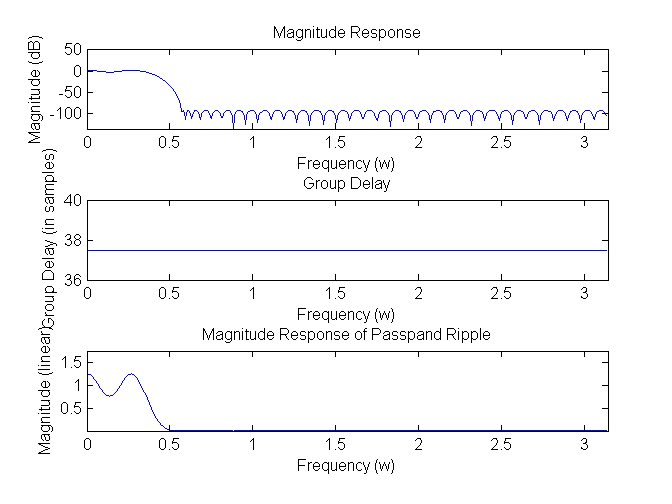 Magnitude Response
Magnitude (dB)
50
0
-50
-100
0 0.5 1 1.5 2 2.5 3
Frequency (w)
Group Delay
Group Delay (in samples)
40
38
36
0 0.5 1 1.5 2 2.5 3
Frequency (w)
Magnitude Response of Passpand Ripple
Magnitude (linear)
1.5
1
0.5
0 0.5 1 1.5 2 2.5 3
Frequency (w)